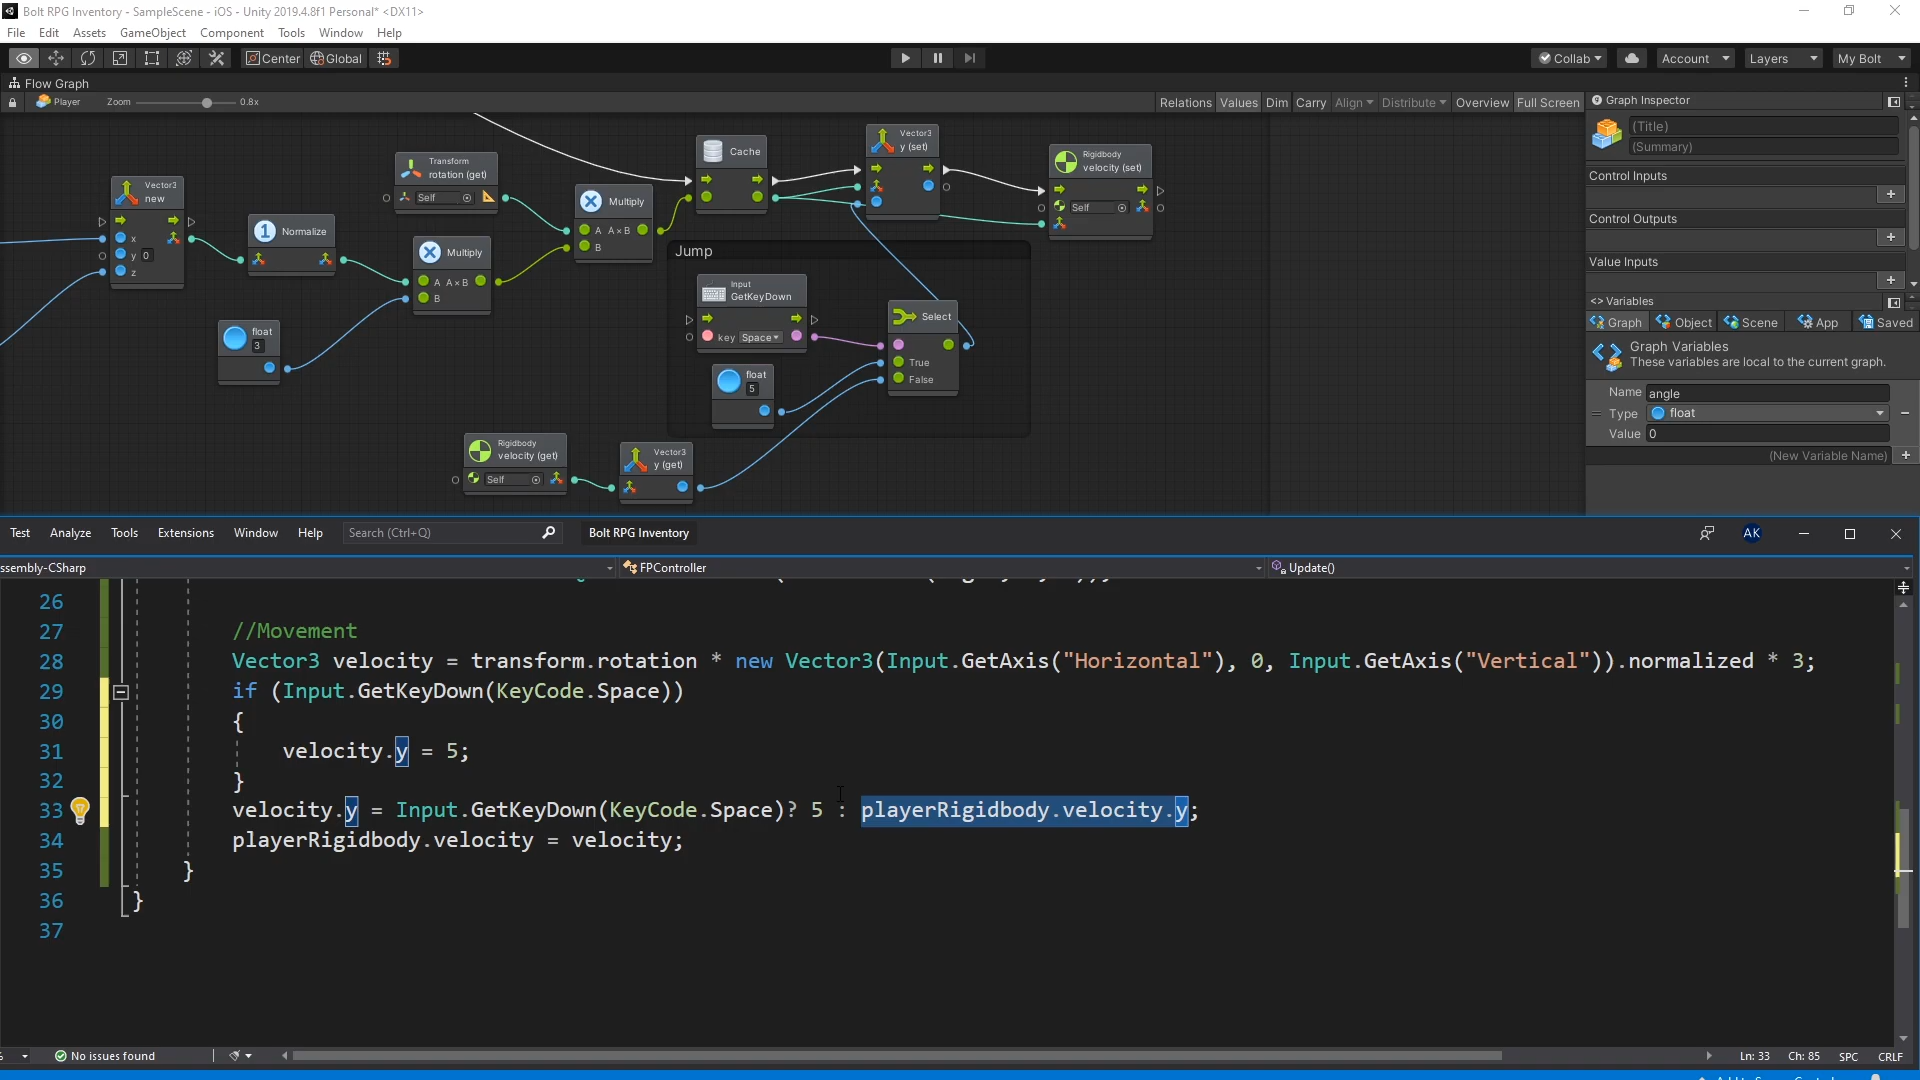 Bolt RPG Inventory - SampleScene - iOS - Unity 2019.4.8f1 Personal* <DX11>
File Edit Assets GameObject Component Tools Window Help
Center Global Collab Account Layers My Bolt
Flow Graph
Player Zoom 0.8x Relations Values Dim Carry Align Distribute Overview Full Screen
Graph Inspector
(Title)
(Summary)
Control Inputs
Control Outputs
Value Inputs
<> Variables
Graph Object Scene App Saved
Graph Variables
These variables are local to the current graph.
Name angle
Type float
Value 0
(New Variable Name)
Vector3
new
x
y 0
z
Normalize
float
3
Transform
rotation (get)
Self
Multiply
A A×B
B
Multiply
A A×B
B
Cache
Vector3
y (set)
Rigidbody
velocity (set)
Self
Jump
Input
GetKeyDown
key Space
float
5
Select
True
False
Rigidbody
velocity (get)
Self
Vector3
y (get)
Test Analyze Tools Extensions Window Help Search (Ctrl+Q) Bolt RPG Inventory AK
ssembly-CSharp FPController Update()
26
27 //Movement
28 Vector3 velocity = transform.rotation * new Vector3(Input.GetAxis("Horizontal"), 0, Input.GetAxis("Vertical")).normalized * 3;
29 if (Input.GetKeyDown(KeyCode.Space))
30 {
31 velocity.y = 5;
32 }
33 velocity.y = Input.GetKeyDown(KeyCode.Space)? 5 : playerRigidbody.velocity.y;
34 playerRigidbody.velocity = velocity;
35 }
36 }
37
No issues found Ln: 33 Ch: 85 SPC CRLF